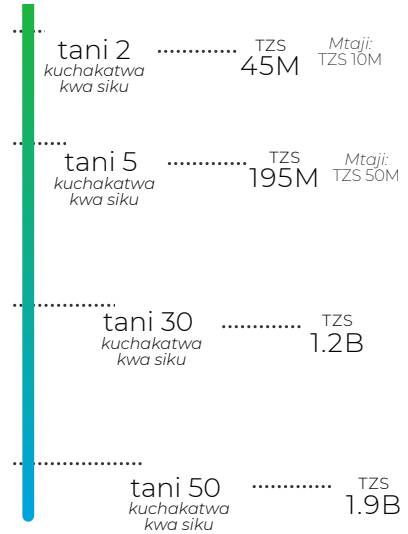 tani 2
kuchakatwa
kwa siku
TZS
45M
Mtaji:
TZS 10M
tani 5
kuchakatwa
kwa siku
TZS
195M
Mtaji:
TZS 50M
tani 30
kuchakatwa
kwa siku
TZS
1.2B
tani 50
kuchakatwa
kwa siku
TZS
1.9B